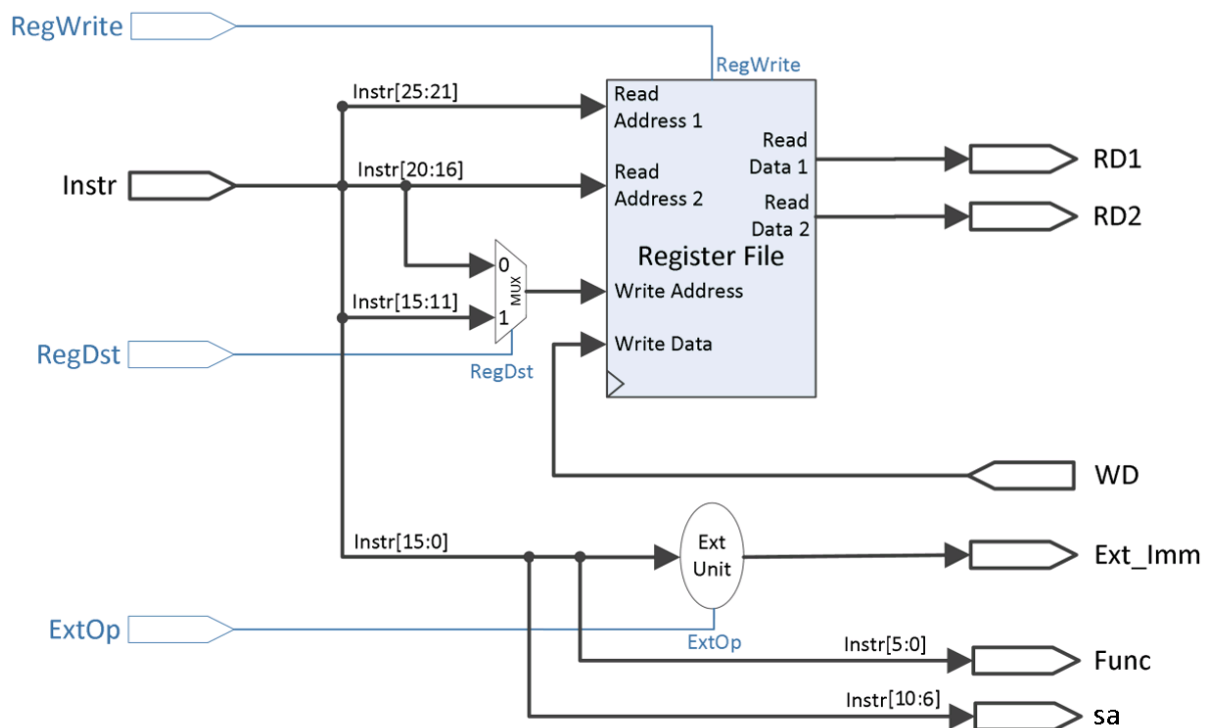 RegWrite
RegWrite
Instr[25:21]
Read
Address 1
Read
Data 1
RD1
Instr
Instr[20:16]
Read
Address 2
Read
Data 2
RD2
Register File
0
MUX
1
Instr[15:11]
Write Address
Write Data
RegDst
RegDst
WD
Instr[15:0]
Ext
Unit
Ext_Imm
ExtOp
ExtOp
Instr[5:0]
Func
Instr[10:6]
sa